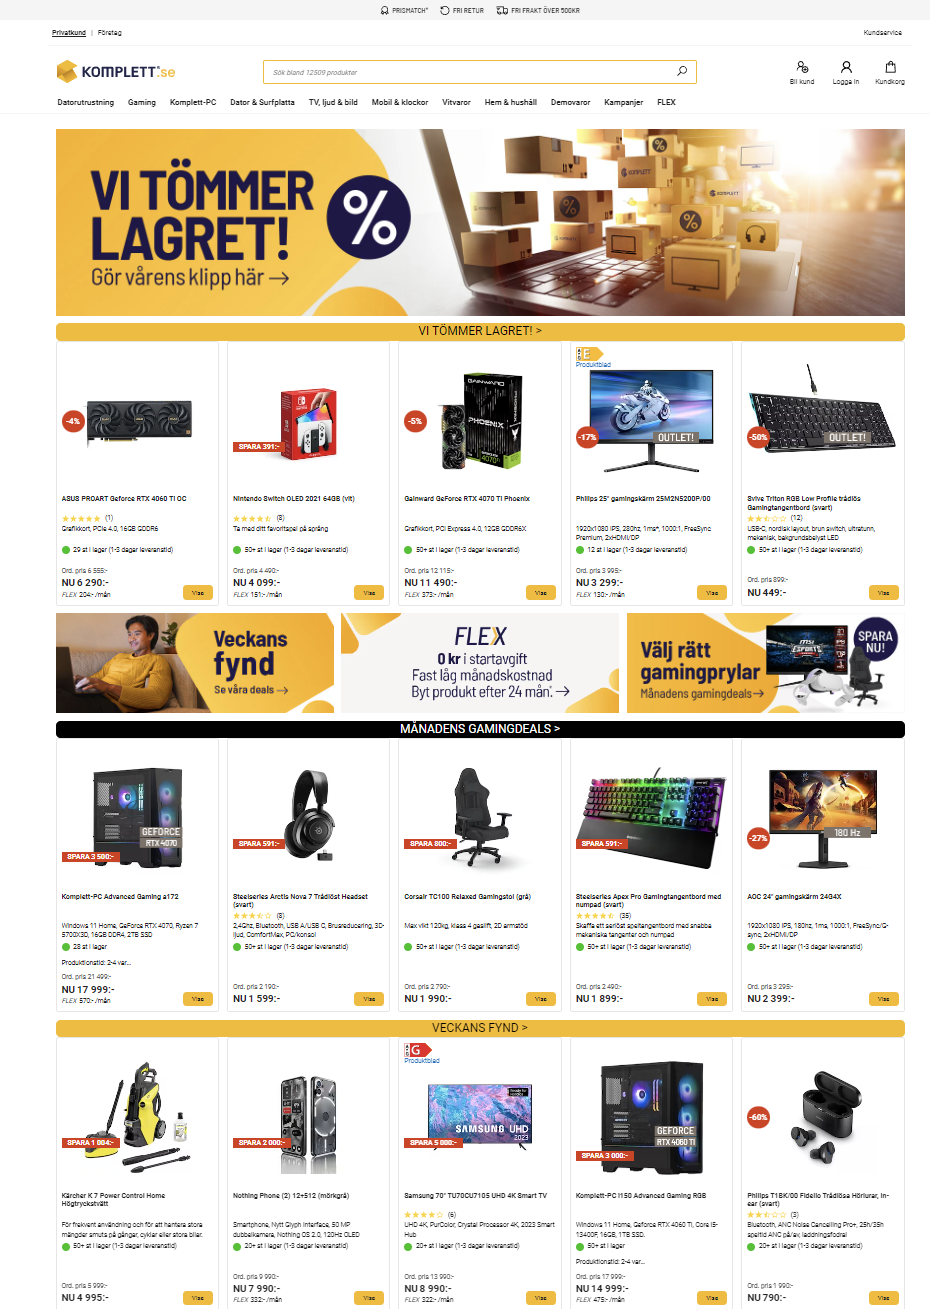 PRISMATCH* FRI RETUR FRI FRAKT ÖVER 500KR
Privatkund | Företag Kundservice
KOMPLETT.se
Sök bland 12509 produkter
Bli kund Logga in Kundkorg
Datorutrustning Gaming Komplett-PC Dator & Surfplatta TV, ljud & bild Mobil & klockor Vitvaror Hem & hushåll Demovaror Kampanjer FLEX
VI TÖMMER
LAGRET! %
Gör vårens klipp här →
VI TÖMMER LAGRET! >
-4%
ASUS PROART Geforce RTX 4060 TI OC
(1)
Grafikkort, PCIe 4.0, 16GB GDDR6
29 st i lager (1-3 dagar leveranstid)
Ord. pris 6 555:-
NU 6 290:-
FLEX 204:- /mån
Visa
SPARA 391:-
Nintendo Switch OLED 2021 64GB (vit)
(8)
Ta med ditt favoritspel på språng
50+ st i lager (1-3 dagar leveranstid)
Ord. pris 4 490:-
NU 4 099:-
FLEX 151:- /mån
Visa
-5%
GAINWARD
PHOENIX
Gainward GeForce RTX 4070 TI Phoenix
Grafikkort, PCI Express 4.0, 12GB GDDR6X
50+ st i lager (1-3 dagar leveranstid)
Ord. pris 12 115:-
NU 11 490:-
FLEX 373:- /mån
Visa
E
Produktblad
-17%
OUTLET!
Philips 25" gamingskärm 25M2N5200P/00
1920x1080 IPS, 280hz, 1ms*, 1000:1, FreeSync
Premium, 2xHDMI/DP
12 st i lager (1-3 dagar leveranstid)
Ord. pris 3 995:-
NU 3 299:-
FLEX 130:- /mån
Visa
-50%
OUTLET!
Svive Triton RGB Low Profile trådlös
Gamingtangentbord (svart)
(12)
USB-C, nordisk layout, brun switch, ultratunn,
mekanisk, bakgrundsbelyst LED
50+ st i lager (1-3 dagar leveranstid)
Ord. pris 899:-
NU 449:-
Visa
Veckans
fynd
Se våra deals →
FLEX
0 kr i startavgift
Fast låg månadskostnad
Byt produkt efter 24 mån*. →
Välj rätt
gamingprylar
Månadens gamingdeals →
SPARA
NU!
MÅNADENS GAMINGDEALS >
GEFORCE
RTX 4070
SPARA 3 500:-
Komplett-PC Advanced Gaming a172
Windows 11 Home, GeForce RTX 4070, Ryzen 7
5700X3D, 16GB DDR4, 2TB SSD
28 st i lager
Produktionstid: 2-4 var...
Ord. pris 21 499:-
NU 17 999:-
FLEX 570:- /mån
Visa
SPARA 591:-
Steelseries Arctis Nova 7 Trådlöst Headset
(svart)
(8)
2,4Ghz, Bluetooth, USB A/USB C, Brusreducering, 3D-
ljud, ComfortMax, PC/konsol
50+ st i lager (1-3 dagar leveranstid)
Ord. pris 2 190:-
NU 1 599:-
Visa
SPARA 800:-
Corsair TC100 Relaxed Gamingstol (grå)
Max vikt 120kg, klass 4 gaslift, 2D armstöd
50+ st i lager (1-3 dagar leveranstid)
Ord. pris 2 790:-
NU 1 990:-
Visa
SPARA 591:-
Steelseries Apex Pro Gamingtangentbord med
numpad (svart)
(35)
Skaffa ett seriöst speltangentbord med snabba
mekaniska tangenter och numpad
50+ st i lager (1-3 dagar leveranstid)
Ord. pris 2 490:-
NU 1 899:-
Visa
-27%
180 Hz
AOC 24" gamingskärm 24G4X
1920x1080 IPS, 180hz, 1ms, 1000:1, FreeSync/G-
sync, 2xHDMI/DP
50+ st i lager (1-3 dagar leveranstid)
Ord. pris 3 295:-
NU 2 399:-
Visa
VECKANS FYND >
SPARA 1 004:-
Kärcher K 7 Power Control Home
Högtryckstvätt
För frekvent användning och för att hantera stora
mängder smuts på gångar, cyklar eller stora bilar.
50+ st i lager (1-3 dagar leveranstid)
Ord. pris 5 999:-
NU 4 995:-
Visa
SPARA 2 000:-
Nothing Phone (2) 12+512 (mörkgrå)
Smartphone, Nytt Glyph Interface, 50 MP
dubbelkamera, Nothing OS 2.0, 120Hz OLED
20+ st i lager (1-3 dagar leveranstid)
Ord. pris 9 990:-
NU 7 990:-
FLEX 332:- /mån
Visa
G
Produktblad
SAMSUNG UHD
2023
SPARA 5 000:-
Samsung 70" TU70CU7105 UHD 4K Smart TV
(6)
UHD 4K, PurColor, Crystal Processor 4K, 2023 Smart
Hub
20+ st i lager (1-3 dagar leveranstid)
Ord. pris 13 990:-
NU 8 990:-
FLEX 322:- /mån
Visa
GEFORCE
RTX 4060 TI
SPARA 3 000:-
Komplett-PC i150 Advanced Gaming RGB
Windows 11 Home, Geforce RTX 4060 TI, Core i5-
13400F, 16GB, 1TB SSD.
50+ st i lager
Produktionstid: 2-4 var...
Ord. pris 17 999:-
NU 14 999:-
FLEX 475:- /mån
Visa
-60%
Philips T1BK/00 Fidelio Trådlösa Hörlurar, In-
ear (svart)
(3)
Bluetooth, ANC Noise Cancelling Pro+, 25h/35h
speltid ANC på/av, laddningsfodral
20+ st i lager (1-3 dagar leveranstid)
Ord. pris 1 990:-
NU 790:-
Visa